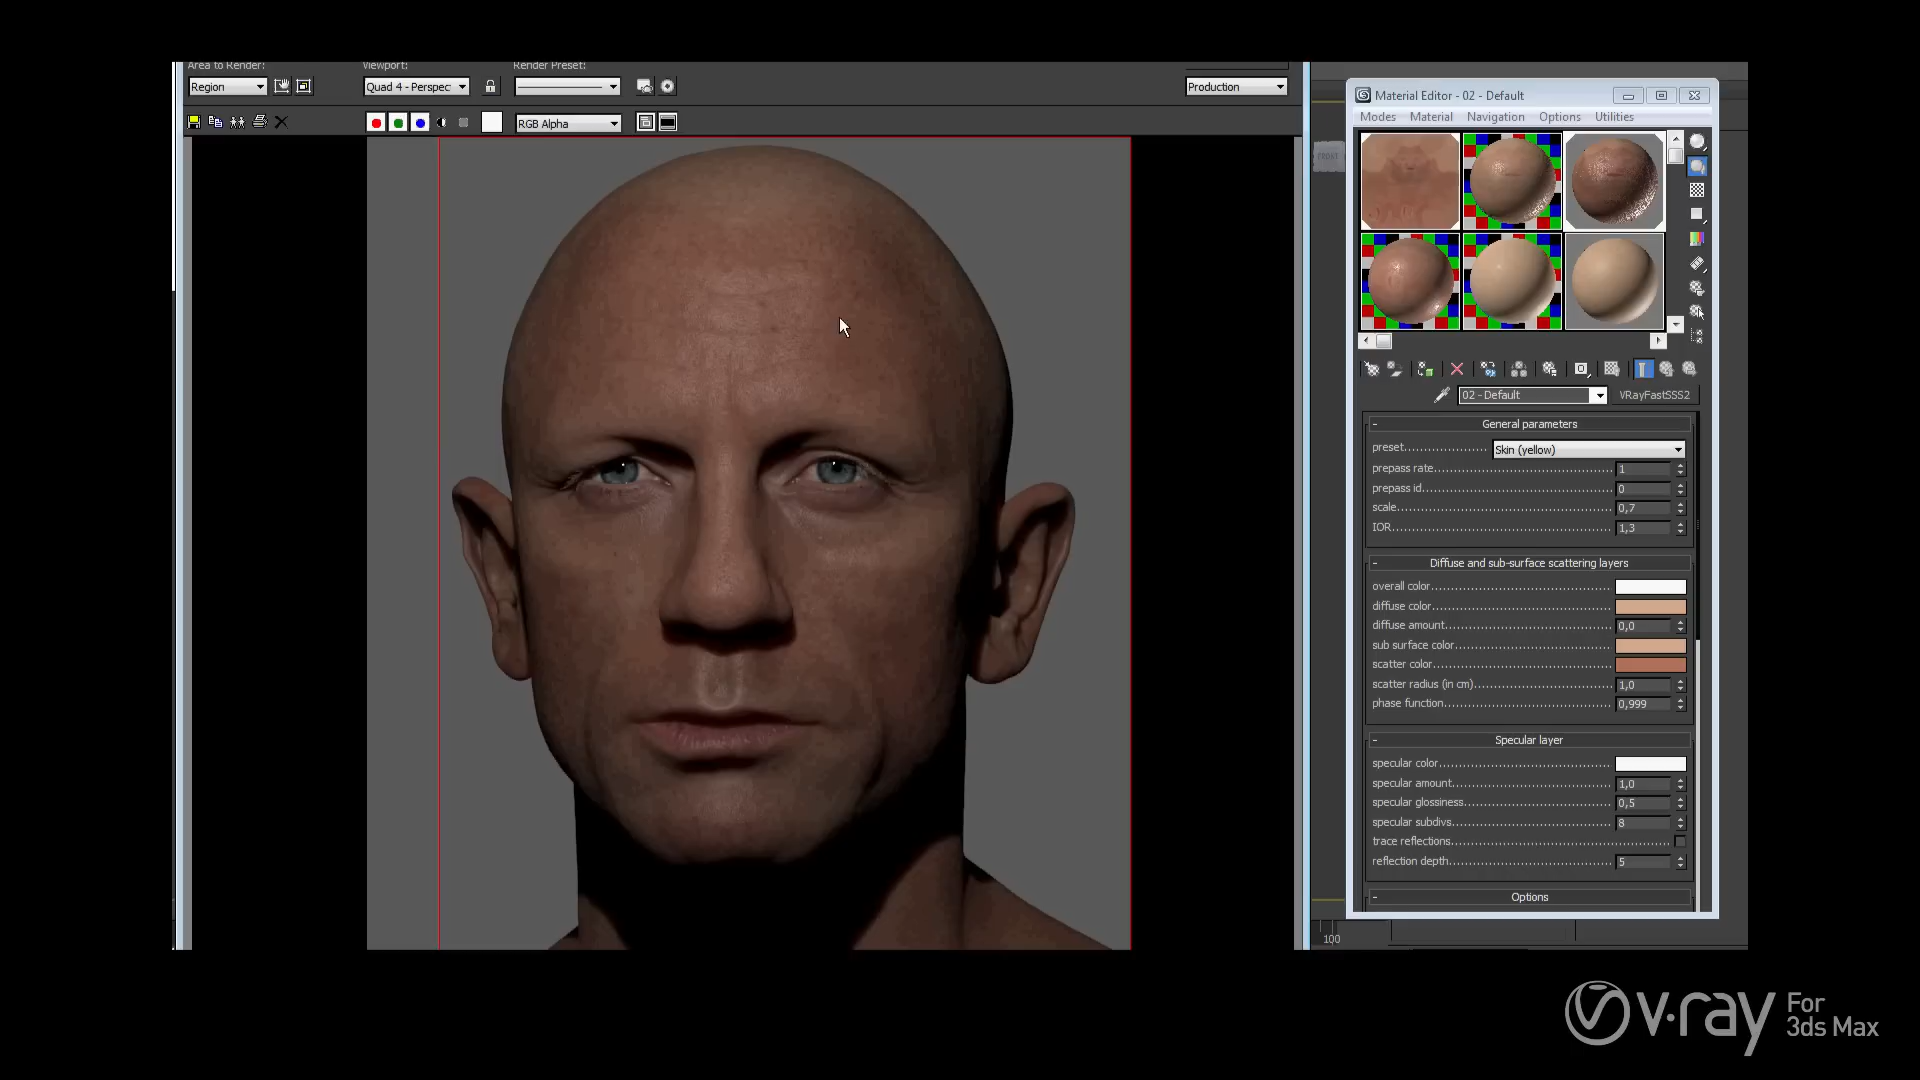 Area to Render:
Viewport:
Render Preset:
Region
Quad 4 - Perspec
Production
RGB Alpha
Material Editor - 02 - Default
Modes Material Navigation Options Utilities
FRONT
02 - Default
VRayFastSSS2
General parameters
preset
Skin (yellow)
prepass rate
1
prepass id
0
scale
0,7
IOR
1,3
Diffuse and sub-surface scattering layers
overall color
diffuse color
diffuse amount
0,0
sub surface color
scatter color
scatter radius (in cm)
1,0
phase function
0,999
Specular layer
specular color
specular amount
1,0
specular glossiness
0,5
specular subdivs
8
trace reflections
reflection depth
5
Options
100
v·ray For
3ds Max